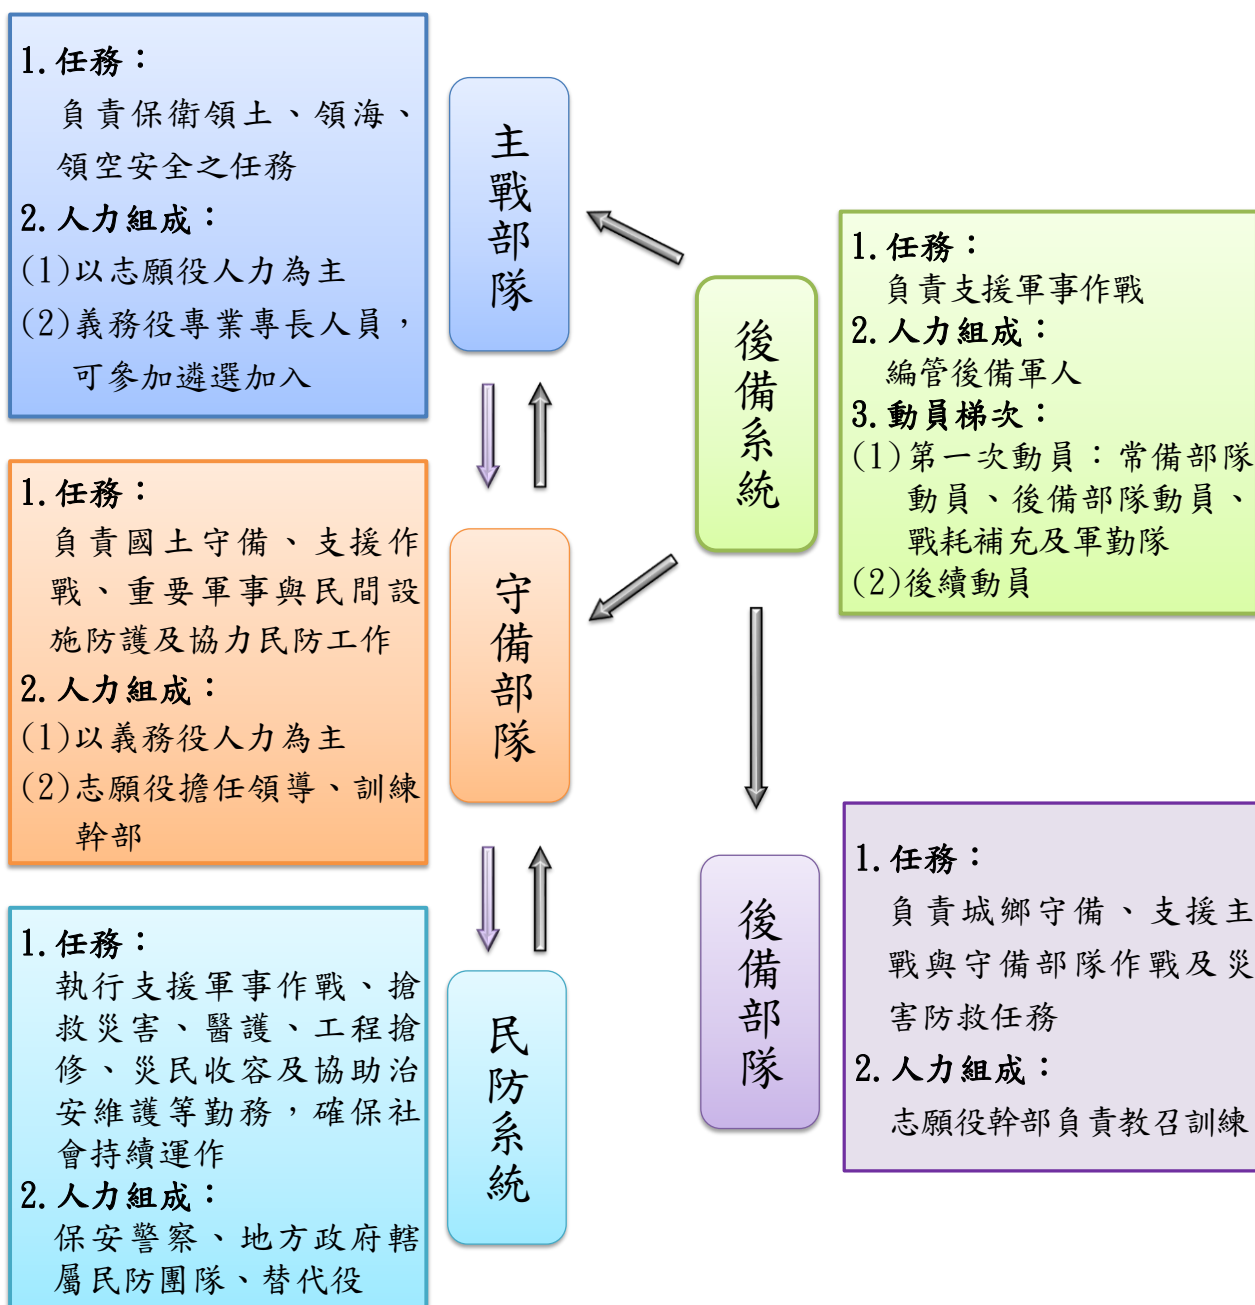 1.任務：
負責保衛領土、領海、
領空安全之任務
2.人力組成：
(1)以志願役人力為主
(2)義務役專業專長人員，
可參加遴選加入
主戰部隊
1.任務：
負責國土守備、支援作
戰、重要軍事與民間設
施防護及協力民防工作
2.人力組成：
(1)以義務役人力為主
(2)志願役擔任領導、訓練
幹部
守備部隊
1.任務：
執行支援軍事作戰、搶
救災害、醫護、工程搶
修、災民收容及協助治
安維護等勤務，確保社
會持續運作
2.人力組成：
保安警察、地方政府轄
屬民防團隊、替代役
民防系統
後備系統
1.任務：
負責支援軍事作戰
2.人力組成：
編管後備軍人
3.動員梯次：
(1)第一次動員：常備部隊
動員、後備部隊動員、
戰耗補充及軍勤隊
(2)後續動員
後備部隊
1.任務：
負責城鄉守備、支援主
戰與守備部隊作戰及災
害防救任務
2.人力組成：
志願役幹部負責教召訓練